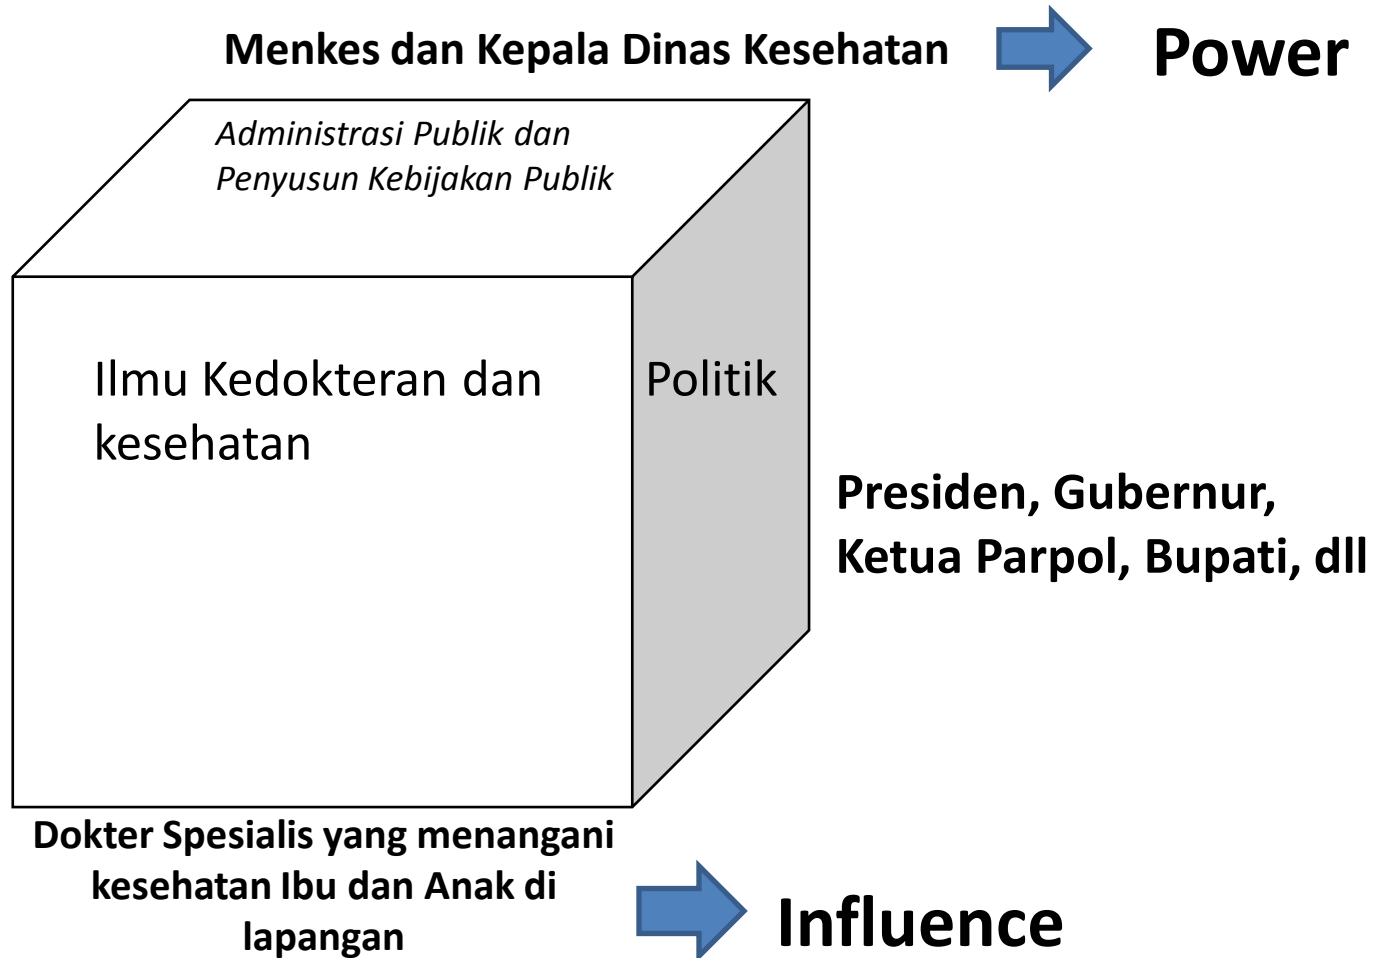 Menkes dan Kepala Dinas Kesehatan
Power
Administrasi Publik dan
Penyusun Kebijakan Publik
Ilmu Kedokteran dan
kesehatan
Politik
Presiden, Gubernur,
Ketua Parpol, Bupati, dll
Dokter Spesialis yang menangani
kesehatan Ibu dan Anak di
lapangan
Influence